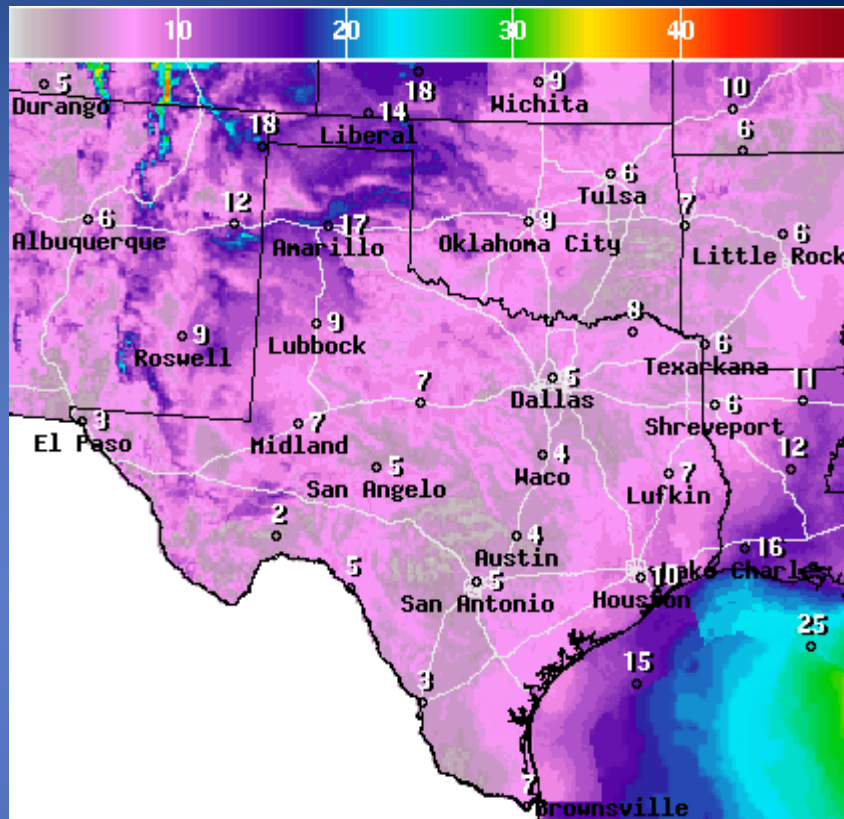 10 20 30 40
5 18 9 10
Durango Wichita
14
Liberal
18 6
6
Tulsa
6 12 17 9 7 6
Albuquerque Amarillo Oklahoma City Little Rock
9 9 8 6
Roswell Lubbock Texarkana
7 5 11
Dallas
3 7 6
El Paso Midland Shreveport
5 4 7 12
San Angelo Waco Lufkin
2 4 16
Austin Lake Charles
5 5 10
San Antonio Houston
25
15
3
7
Brownsville